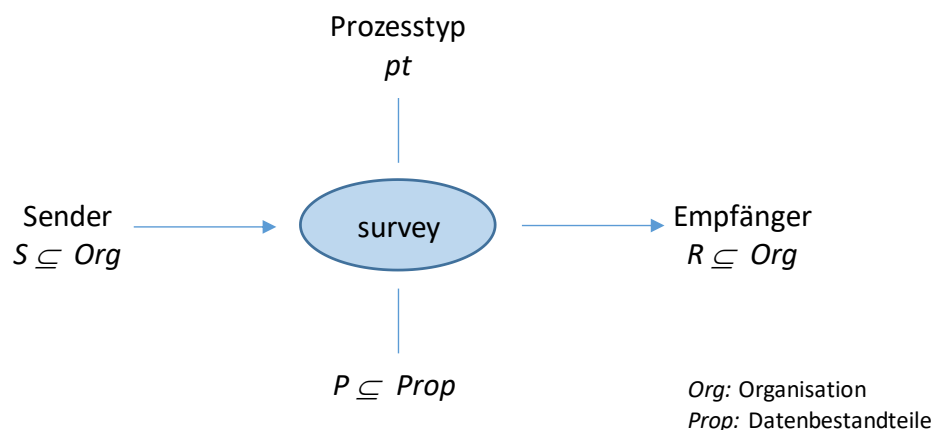 Prozesstyp
pt
Sender
S ⊆ Org
survey
Empfänger
R ⊆ Org
P ⊆ Prop
Org: Organisation
Prop: Datenbestandteile